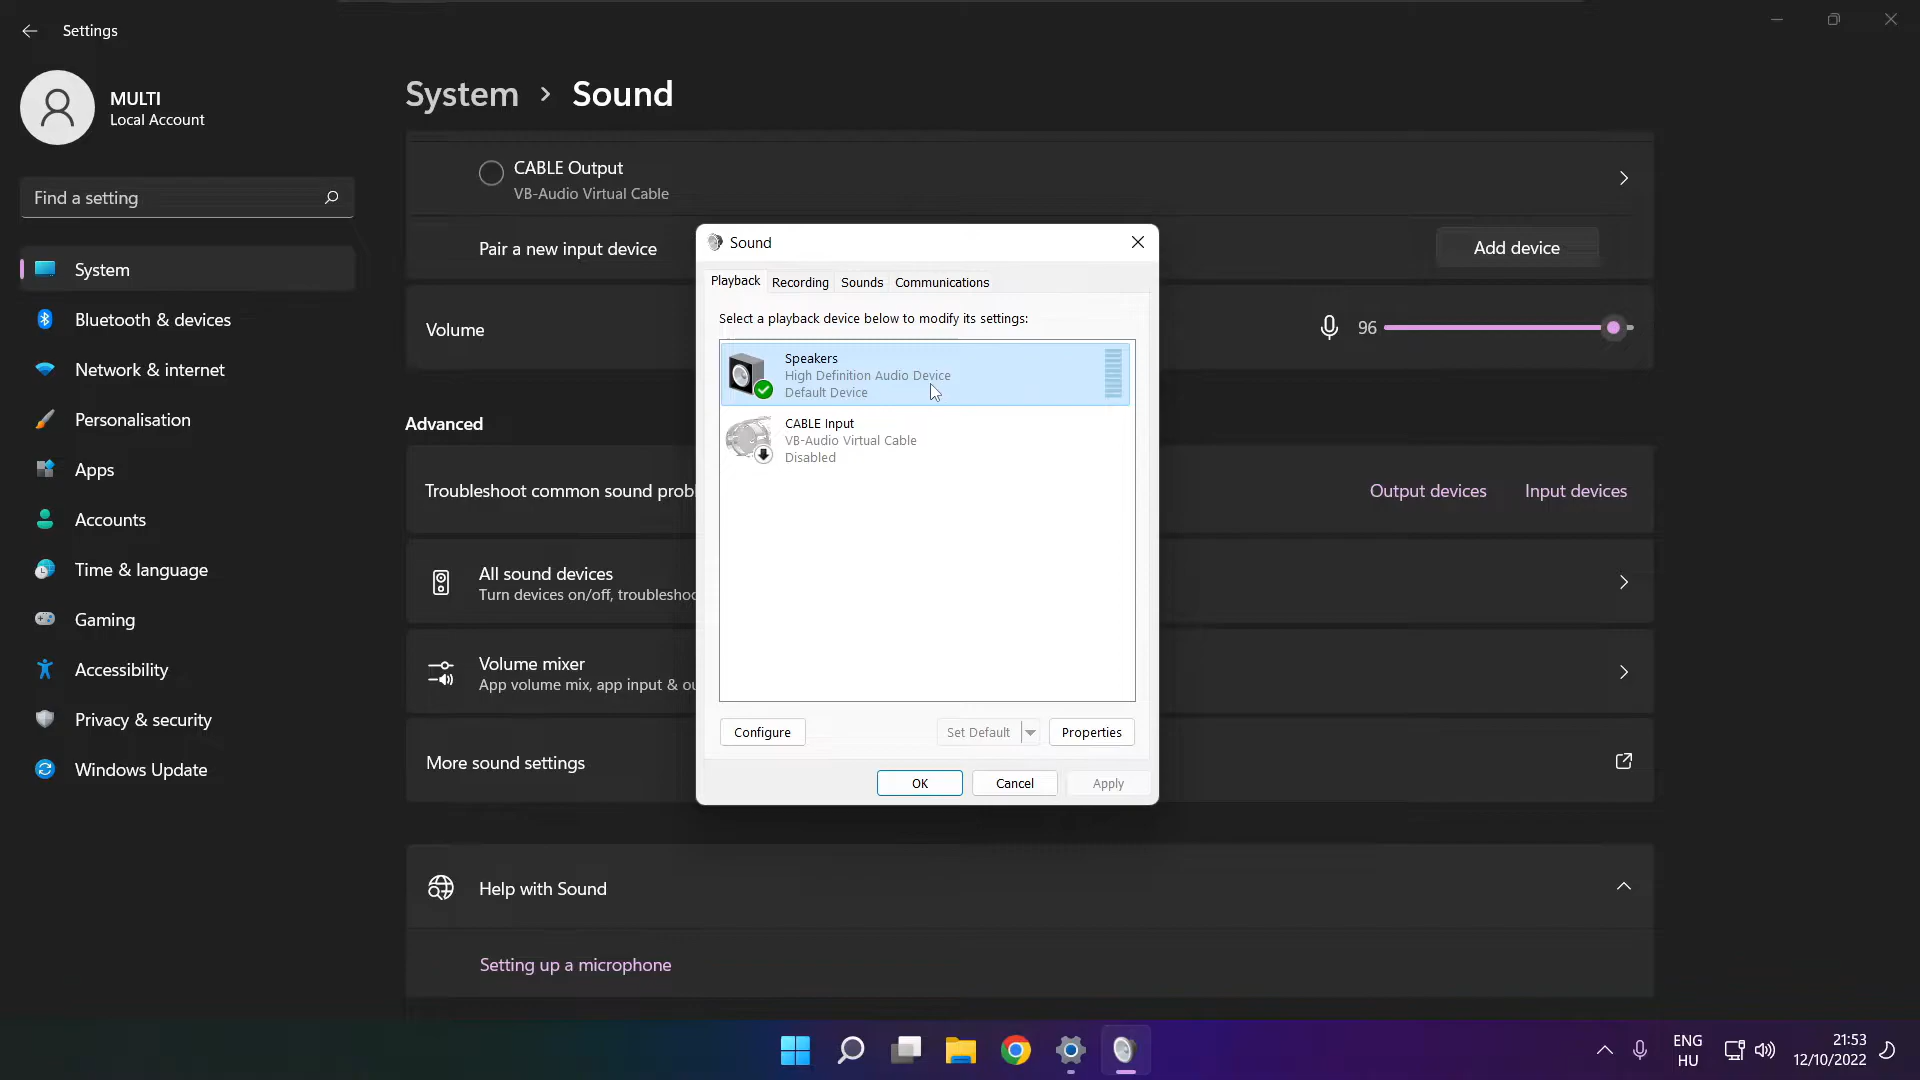 Settings
MULTI
Local Account
Find a setting
System
Bluetooth & devices
Network & internet
Personalisation
Apps
Accounts
Time & language
Gaming
Accessibility
Privacy & security
Windows Update
System > Sound
CABLE Output
VB-Audio Virtual Cable
Pair a new input device
Add device
Volume
96
Advanced
Troubleshoot common sound probl
Output devices
Input devices
All sound devices
Turn devices on/off, troubleshoo
Volume mixer
App volume mix, app input & ou
More sound settings
Help with Sound
Setting up a microphone
Sound
Playback
Recording
Sounds
Communications
Select a playback device below to modify its settings:
Speakers
High Definition Audio Device
Default Device
CABLE Input
VB-Audio Virtual Cable
Disabled
Configure
Set Default
Properties
OK
Cancel
Apply
ENG
HU
21:53
12/10/2022